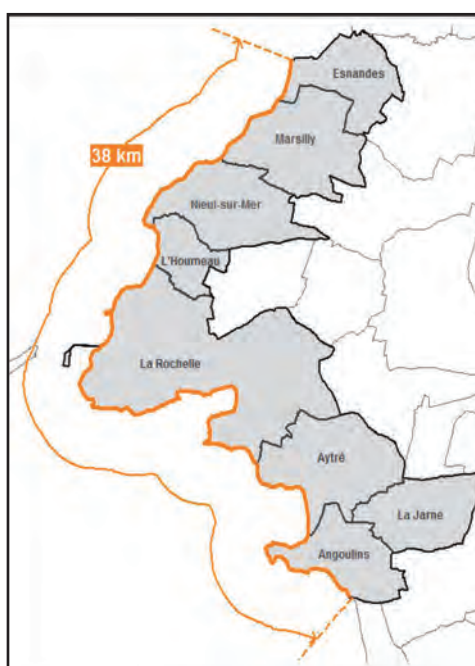 Esnandes
Marsilly
38 km
Nieul-sur-Mer
L'Houmeau
La Rochelle
Aytré
La Jarne
Angoulins